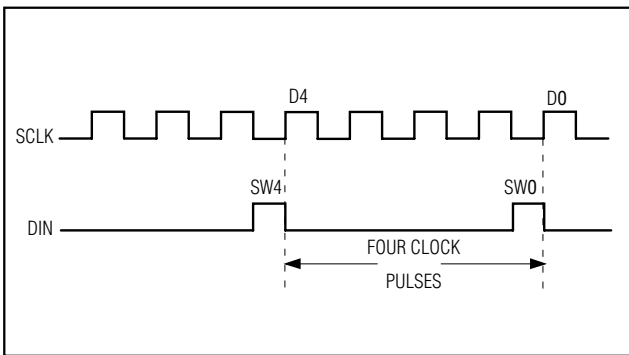 D4 D0
SCLK
SW4 SW0
DIN
FOUR CLOCK
PULSES